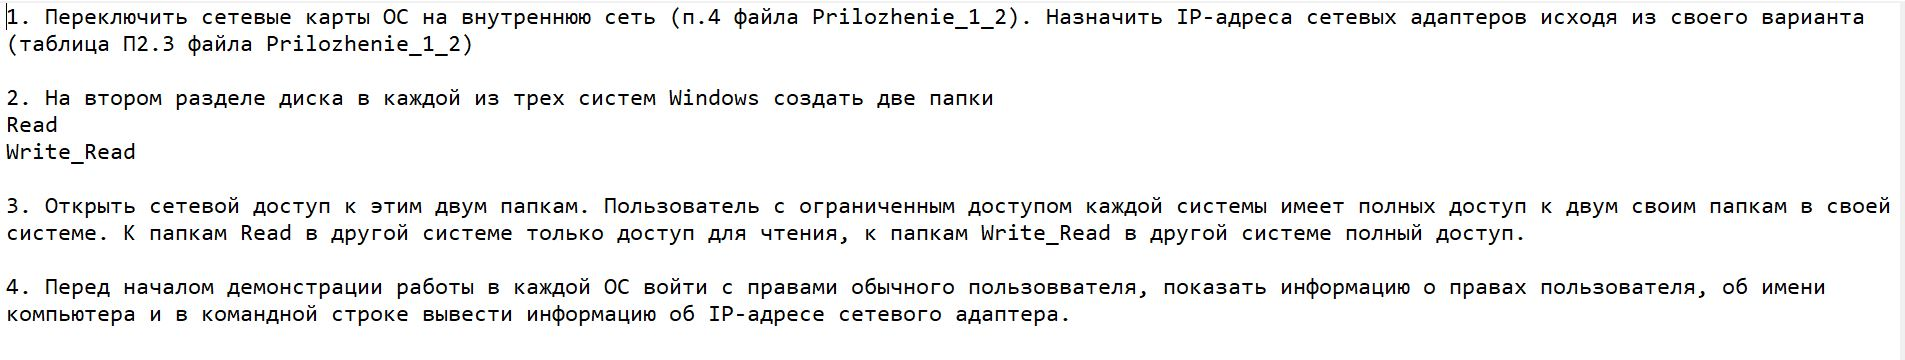 1. Переключить сетевые карты ОС на внутреннюю сеть (п.4 файла Prilozhenie_1_2). Назначить IP-адреса сетевых адаптеров исходя из своего варианта
(таблица П2.3 файла Prilozhenie_1_2)
2. На втором разделе диска в каждой из трех систем Windows создать две папки
Read
Write_Read
3. Открыть сетевой доступ к этим двум папкам. Пользователь с ограниченным доступом каждой системы имеет полных доступ к двум своим папкам в своей
системе. К папкам Read в другой системе только доступ для чтения, к папкам Write_Read в другой системе полный доступ.
4. Перед началом демонстрации работы в каждой ОС войти с правами обычного пользоввателя, показать информацию о правах пользователя, об имени
компьютера и в командной строке вывести информацию об IP-адресе сетевого адаптера.